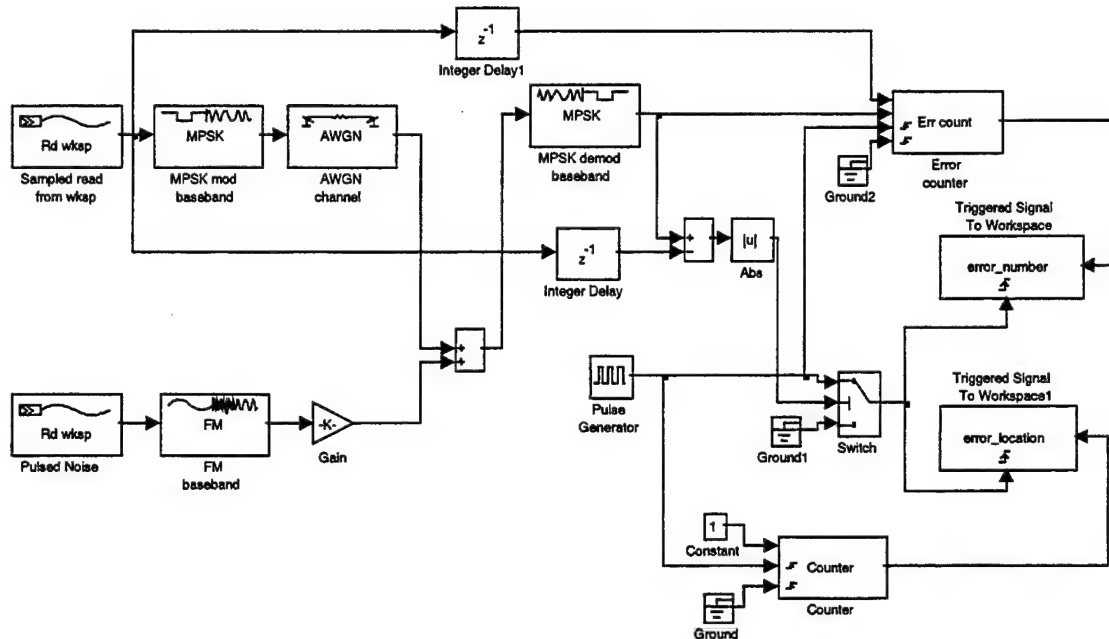 z-1
Integer Delay1
Rd wksp
Sampled read
from wksp
MPSK
MPSK mod
baseband
AWGN
AWGN
channel
MPSK
MPSK demod
baseband
Err count
Error
counter
Ground2
z-1
Integer Delay
+
−
|u|
Abs
Triggered Signal
To Workspace
error_number
+
+
Rd wksp
Pulsed Noise
FM
FM
baseband
-K-
Gain
Pulse
Generator
Ground1
Switch
Triggered Signal
To Workspace1
error_location
1
Constant
Counter
Counter
Ground